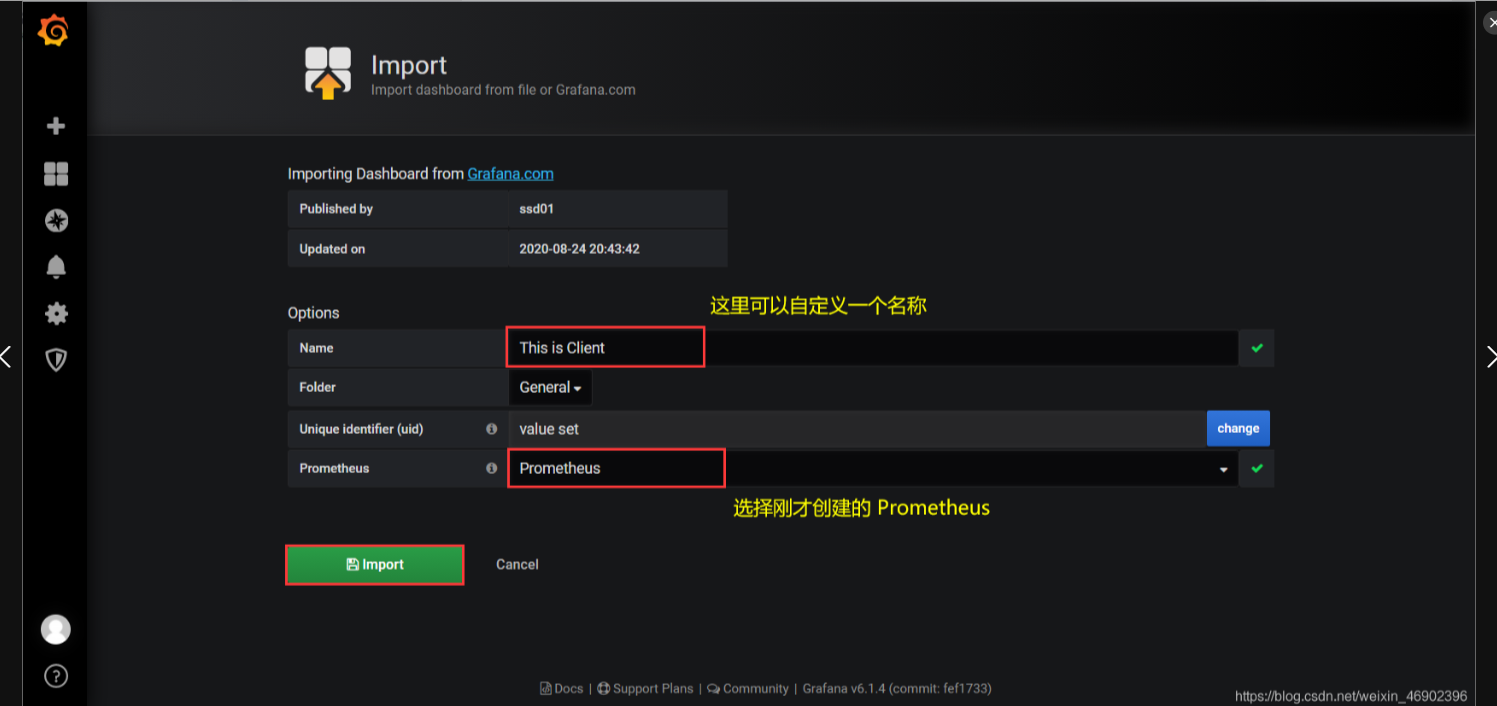 Import
Import dashboard from file or Grafana.com
Importing Dashboard from Grafana.com
Published by ssd01
Updated on 2020-08-24 20:43:42
这里可以自定义一个名称
Options
Name This is Client
Folder General
Unique identifier (uid) value set change
Prometheus Prometheus
选择刚才创建的 Prometheus
Import Cancel
Docs | Support Plans | Community | Grafana v6.1.4 (commit: fef1733)
https://blog.csdn.net/weixin_46902396